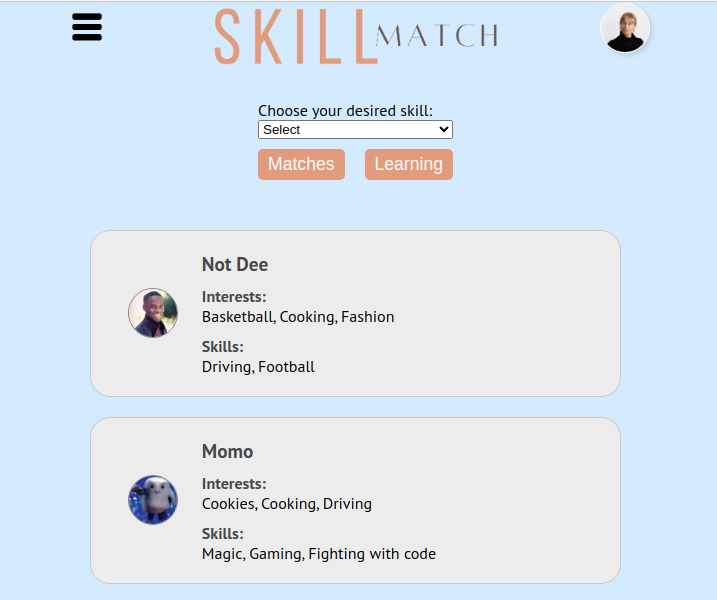 SKILL MATCH
Choose your desired skill:
Select
Matches Learning
Not Dee
Interests:
Basketball, Cooking, Fashion
Skills:
Driving, Football
Momo
Interests:
Cookies, Cooking, Driving
Skills:
Magic, Gaming, Fighting with code